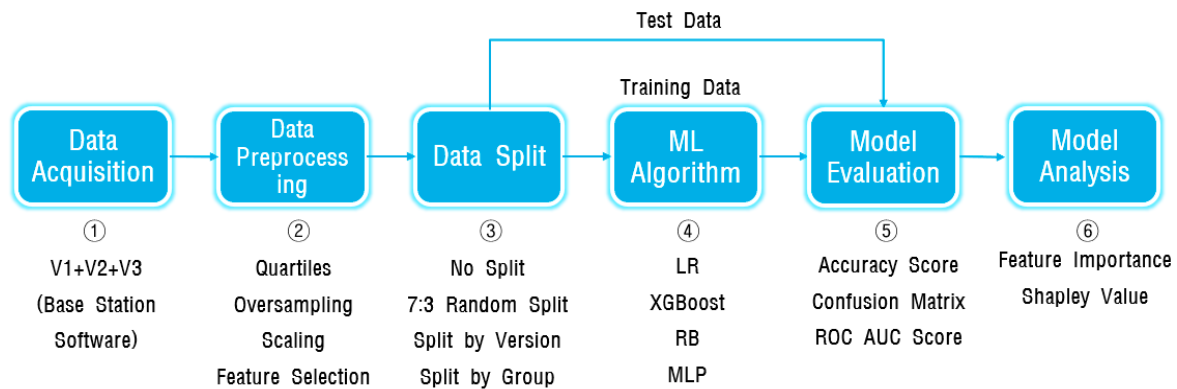 Test Data
Training Data
Data
Acquisition
Data
Preprocess
ing
Data Split
ML
Algorithm
Model
Evaluation
Model
Analysis
①
V1+V2+V3
(Base Station
Software)
②
Quartiles
Oversampling
Scaling
Feature Selection
③
No Split
7:3 Random Split
Split by Version
Split by Group
④
LR
XGBoost
RB
MLP
⑤
Accuracy Score
Confusion Matrix
ROC AUC Score
⑥
Feature Importance
Shapley Value